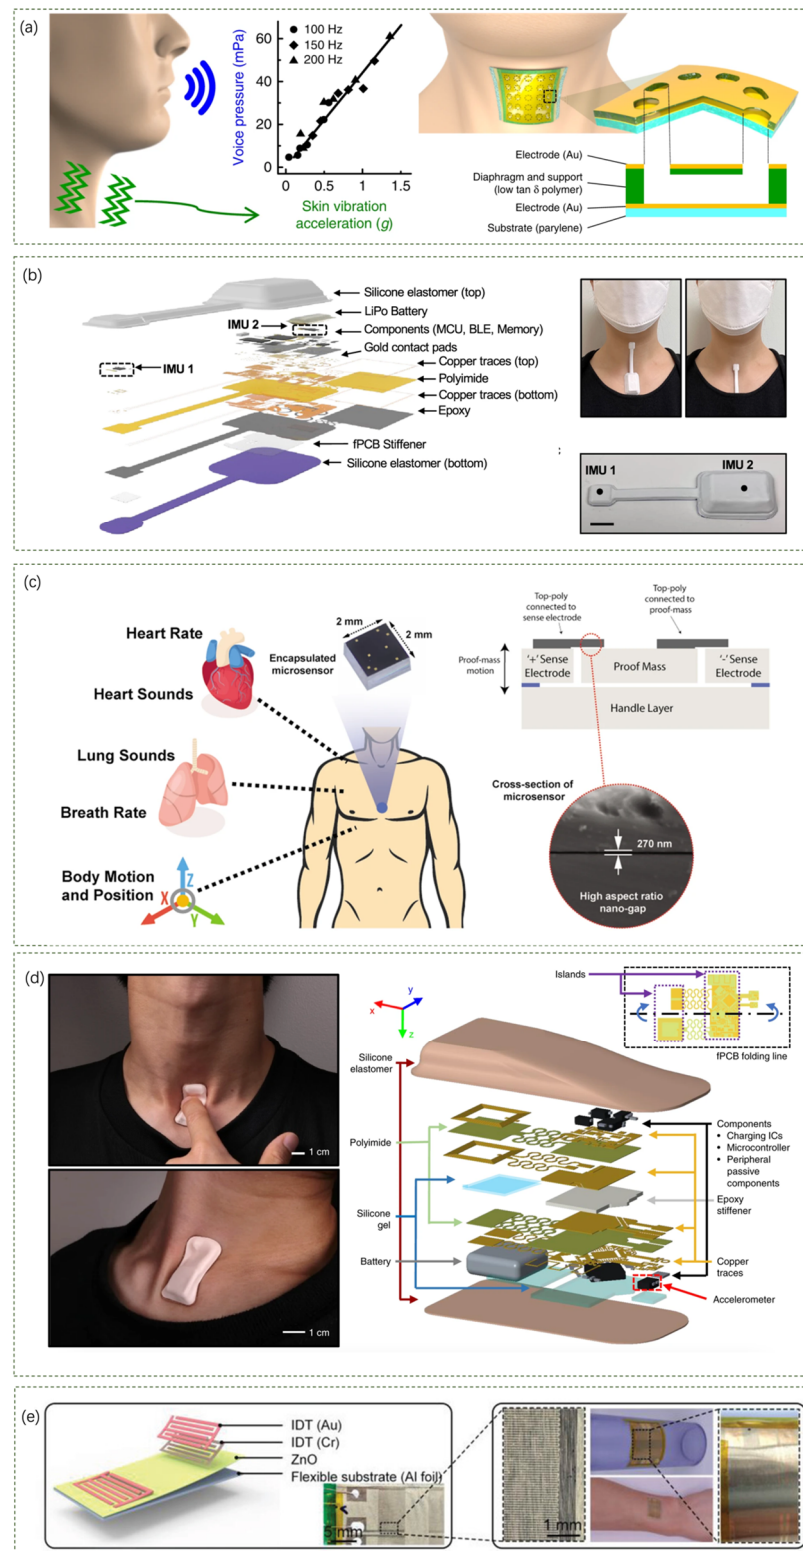 (a)
Voice pressure (mPa)
60
40
20
0
0
0.5
1
1.5
100 Hz
150 Hz
200 Hz
Skin vibration
acceleration (g)
Electrode (Au)
Diaphragm and support
(low tan δ polymer)
Electrode (Au)
Substrate (parylene)
(b)
Silicone elastomer (top)
LiPo Battery
IMU 2
Components (MCU, BLE, Memory)
Gold contact pads
Copper traces (top)
IMU 1
Polyimide
Copper traces (bottom)
Epoxy
fPCB Stiffener
Silicone elastomer (bottom)
IMU 1
IMU 2
(c)
Heart Rate
Heart Sounds
Lung Sounds
Breath Rate
Body Motion
and Position
Z
X
Y
Encapsulated
microsensor
2 mm
2 mm
Top-poly
connected to
sense electrode
Top-poly
connected to
proof-mass
Proof-mass
motion
'+' Sense
Electrode
Proof Mass
'-' Sense
Electrode
Handle Layer
Cross-section of
microsensor
270 nm
High aspect ratio
nano-gap
(d)
1 cm
1 cm
x
y
z
Islands
fPCB folding line
Silicone
elastomer
Polyimide
Silicone
gel
Battery
Components
• Charging ICs
• Microcontroller
• Peripheral
passive
components
Epoxy
stiffener
Copper
traces
Accelerometer
(e)
IDT (Au)
IDT (Cr)
ZnO
Flexible substrate (Al foil)
5 mm
1 mm